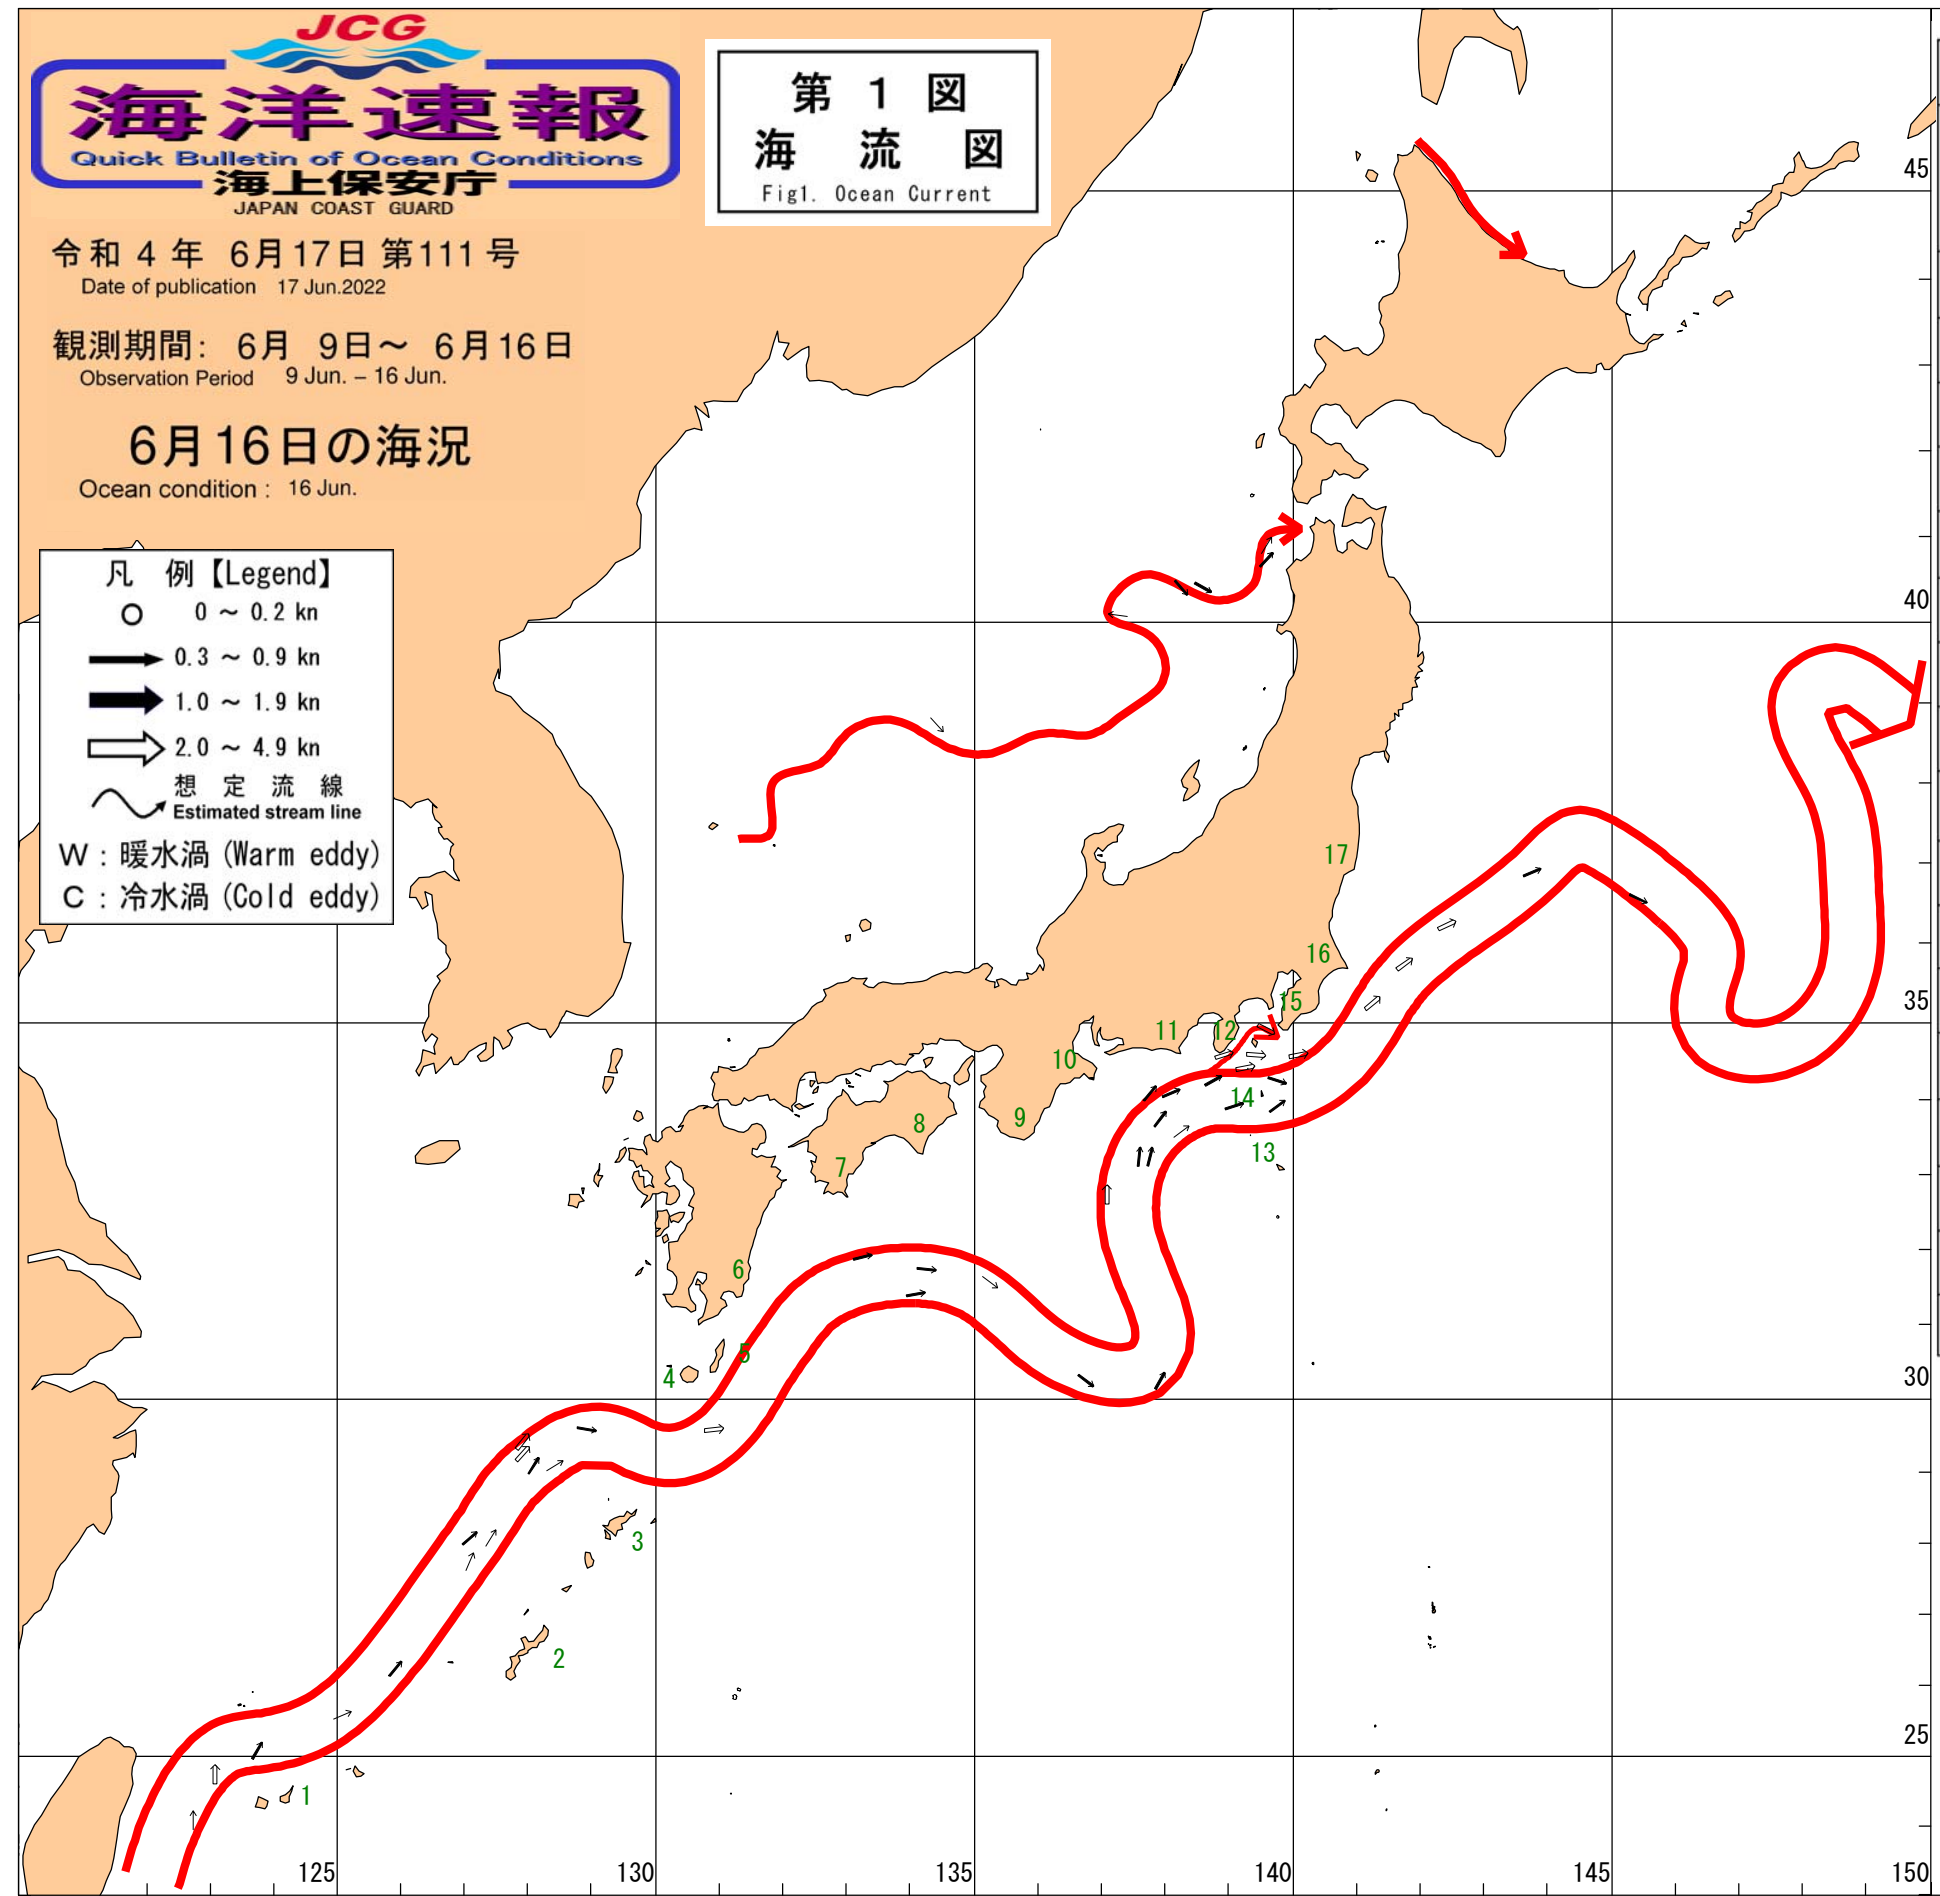 JCG
海洋速報
Quick Bulletin of Ocean Conditions
海上保安庁
JAPAN COAST GUARD
第 1 図
海 流 図
Fig1. Ocean Current
令和 4 年 6月17日 第111 号
Date of publication 17 Jun.2022
観測期間: 6月 9日～ 6月16日
Observation Period 9 Jun. – 16 Jun.
6月16日の海況
Ocean condition : 16 Jun.
凡 例【Legend】
0 ～ 0.2 kn
0.3 ～ 0.9 kn
1.0 ～ 1.9 kn
2.0 ～ 4.9 kn
想 定 流 線
Estimated stream line
W : 暖水渦 (Warm eddy)
C : 冷水渦 (Cold eddy)
45
40
35
30
25
17
16
15
12
11
10
14
9
8
13
7
6
5
4
3
2
1
125
130
135
140
145
150